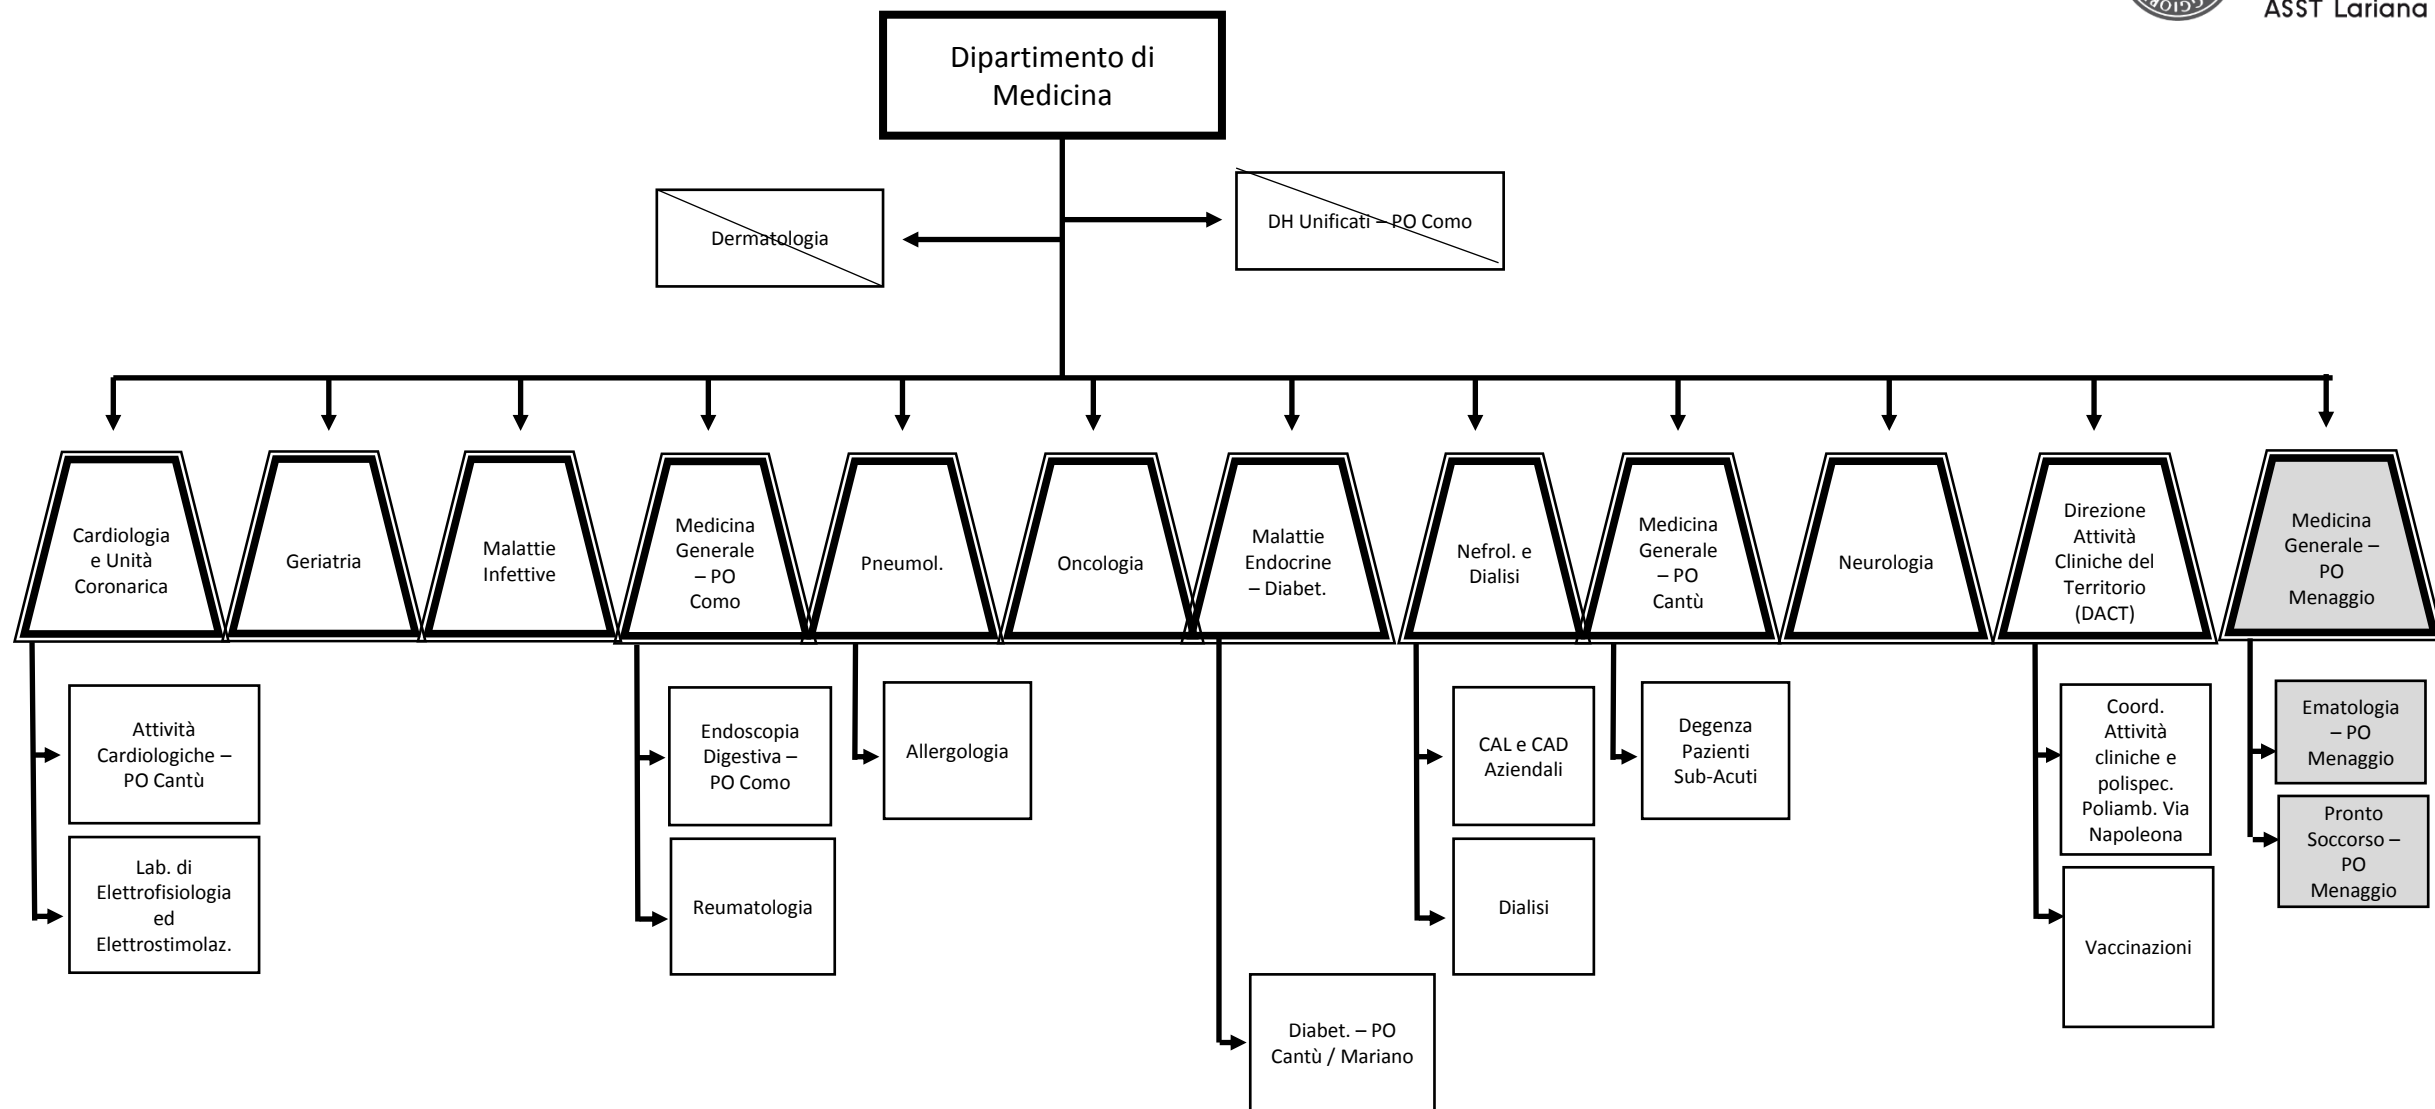 ASST Lariana
Dipartimento di
Medicina
Dermatologia
DH Unificati – PO Como
Cardiologia
e Unità
Coronarica
Geriatria
Malattie
Infettive
Medicina
Generale
– PO
Como
Pneumol.
Oncologia
Malattie
Endocrine
– Diabet.
Nefrol. e
Dialisi
Medicina
Generale
– PO
Cantù
Neurologia
Direzione
Attività
Cliniche del
Territorio
(DACT)
Medicina
Generale –
PO
Menaggio
Attività
Cardiologiche –
PO Cantù
Lab. di
Elettrofisiologia
ed
Elettrostimolaz.
Endoscopia
Digestiva –
PO Como
Reumatologia
Allergologia
Diabet. – PO
Cantù / Mariano
CAL e CAD
Aziendali
Dialisi
Degenza
Pazienti
Sub-Acuti
Coord.
Attività
cliniche e
polispec.
Poliamb. Via
Napoleona
Vaccinazioni
Ematologia
– PO
Menaggio
Pronto
Soccorso –
PO
Menaggio